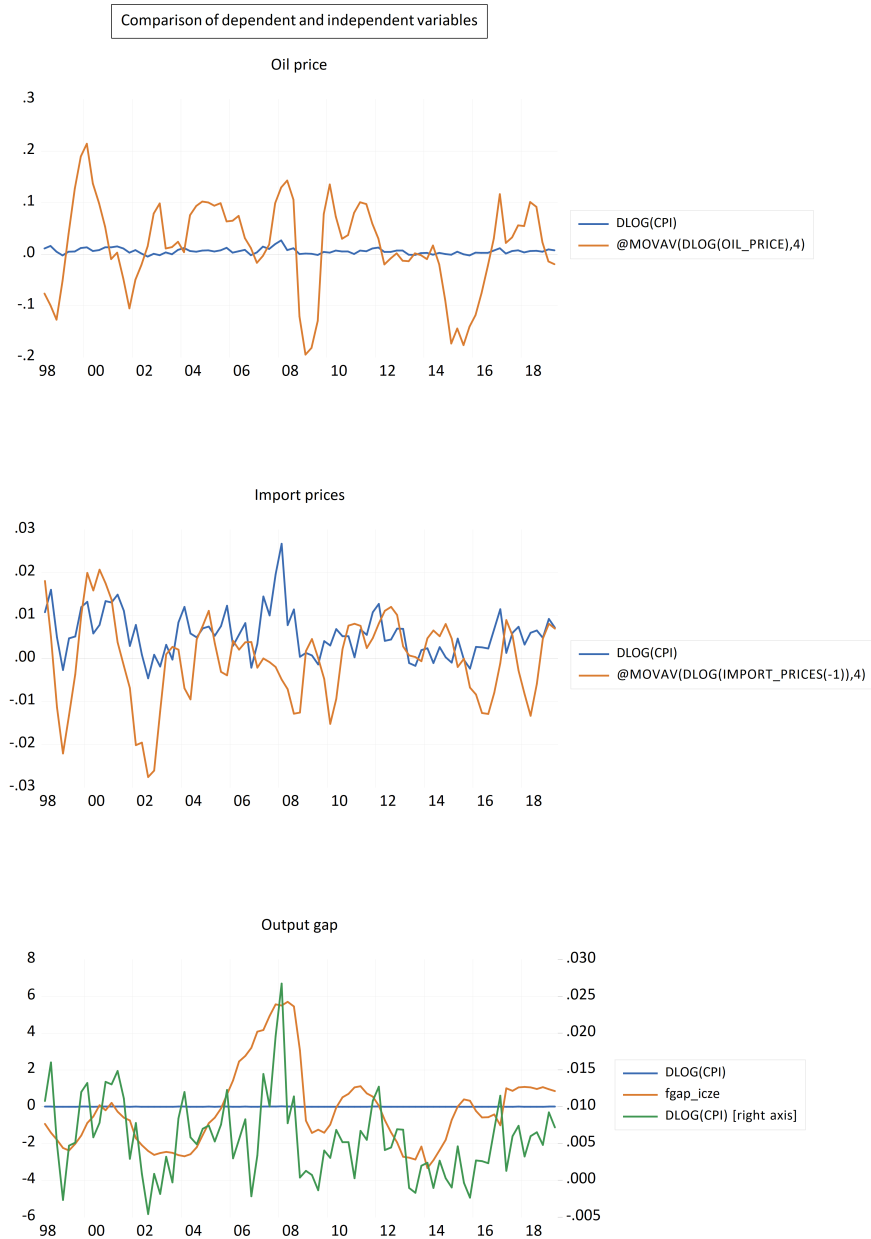 Comparison of dependent and independent variables
Oil price
.3
.2
.1
.0
-.1
-.2
98 00 02 04 06 08 10 12 14 16 18
DLOG(CPI)
@MOVAV(DLOG(OIL_PRICE),4)
Import prices
.03
.02
.01
.00
-.01
-.02
-.03
98 00 02 04 06 08 10 12 14 16 18
DLOG(CPI)
@MOVAV(DLOG(IMPORT_PRICES(-1)),4)
Output gap
8 .030
6 .025
4 .020
2 .015
0 .010
-2 .005
-4 .000
-6 -.005
98 00 02 04 06 08 10 12 14 16 18
DLOG(CPI)
fgap_icze
DLOG(CPI) [right axis]